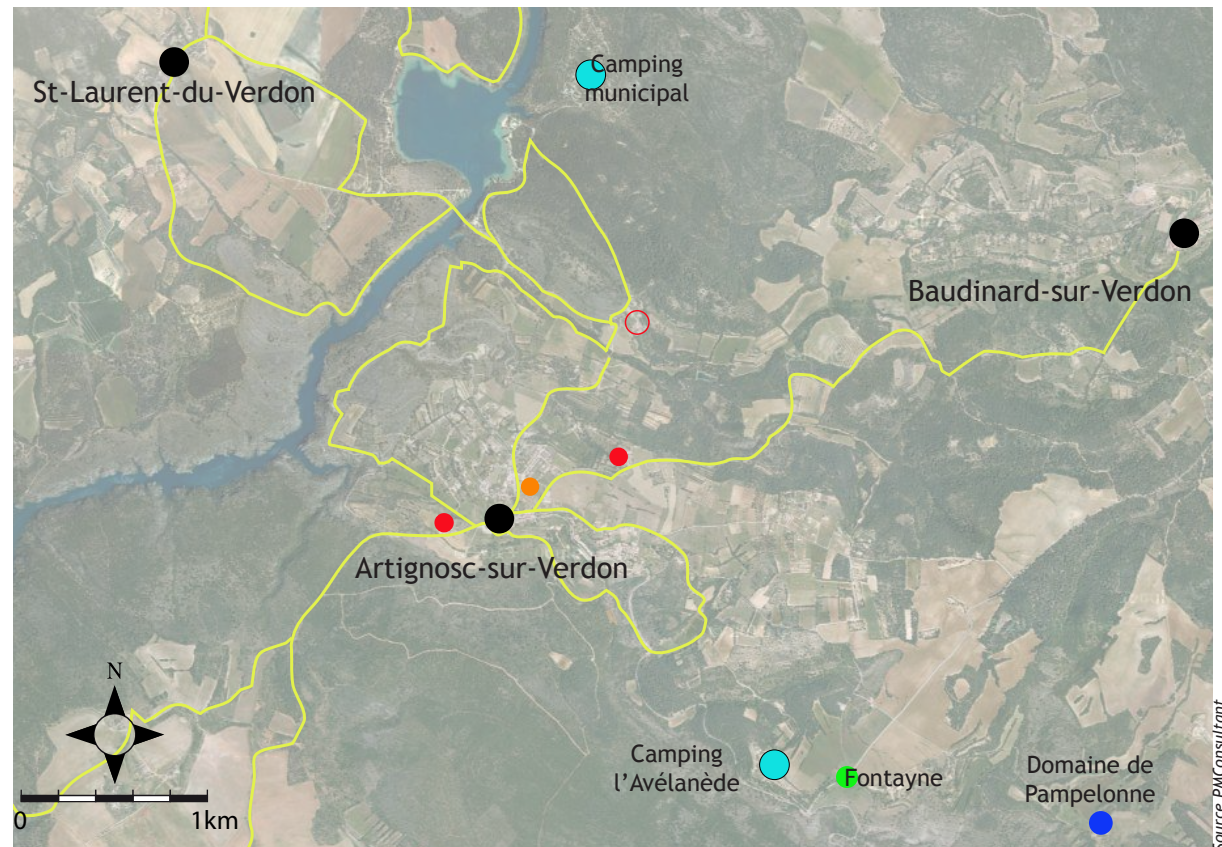 Camping
municipal
St-Laurent-du-Verdon
Baudinard-sur-Verdon
Artignosc-sur-Verdon
N
Camping
l'Avélanède
Fontayne
Domaine de
Pampelonne
0 1km
Source PMConsultant